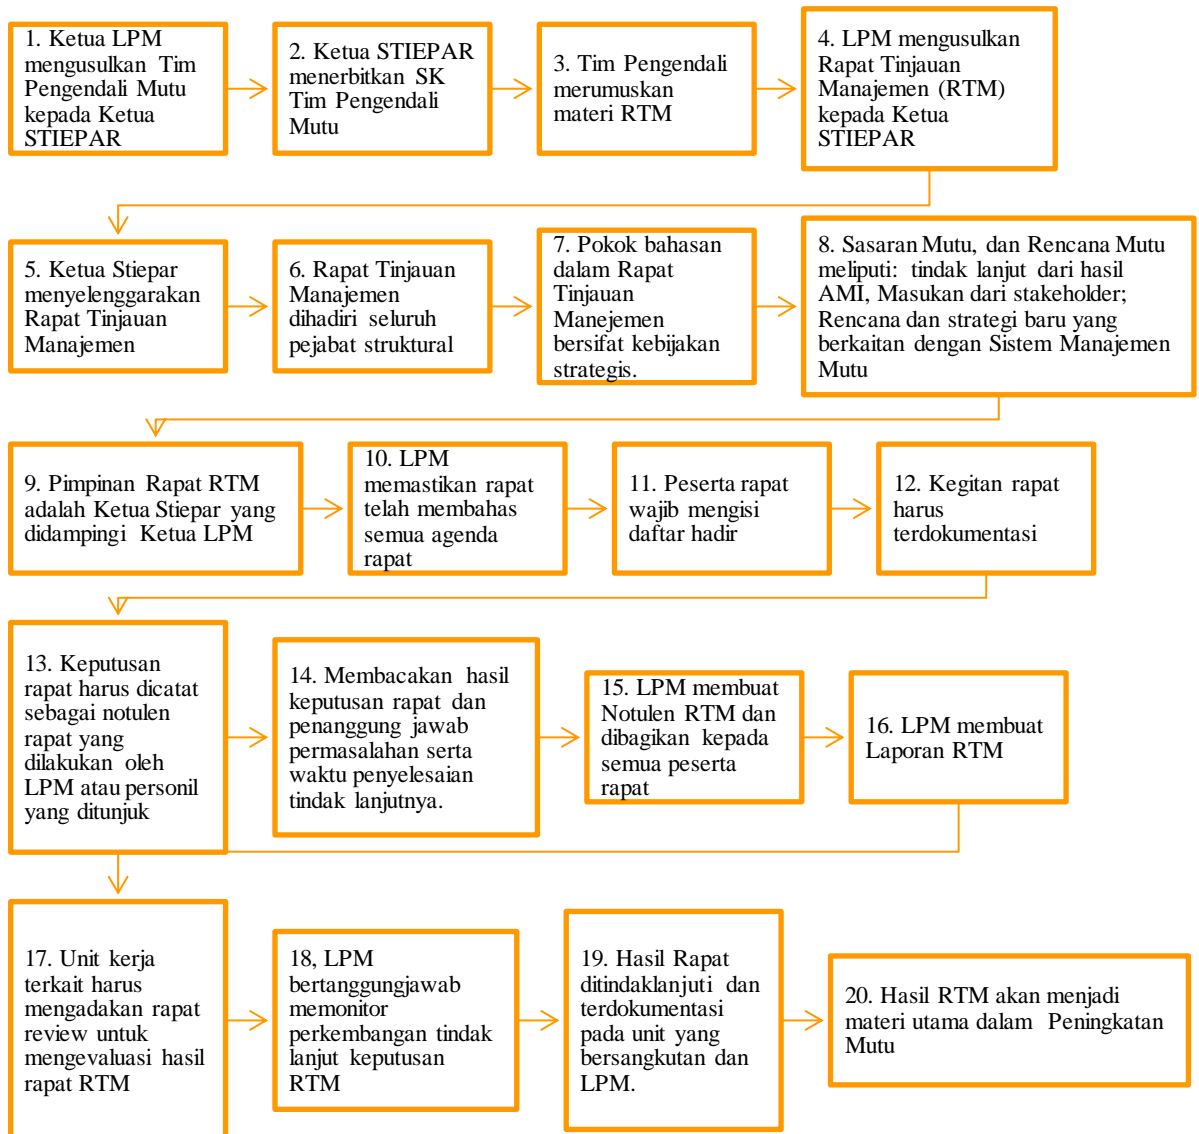 1. Ketua LPM
mengusulkan Tim
Pengendali Mutu
kepada Ketua
STIEPAR
2. Ketua STIEPAR
menerbitkan SK
Tim Pengendali
Mutu
3. Tim Pengendali
merumuskan
materi RTM
4. LPM mengusulkan
Rapat Tinjauan
Manajemen (RTM)
kepada Ketua
STIEPAR
5. Ketua Stiepar
menyelenggarakan
Rapat Tinjauan
Manajemen
6. Rapat Tinjauan
Manajemen
dihadiri seluruh
pejabat struktural
7. Pokok bahasan
dalam Rapat
Tinjauan
Manejemen
bersifat kebijakan
strategis.
8. Sasaran Mutu, dan Rencana Mutu
meliputi: tindak lanjut dari hasil
AMI, Masukan dari stakeholder;
Rencana dan strategi baru yang
berkaitan dengan Sistem Manajemen
Mutu
9. Pimpinan Rapat RTM
adalah Ketua Stiepar yang
didampingi Ketua LPM
10. LPM
memastikan rapat
telah membahas
semua agenda
rapat
11. Peserta rapat
wajib mengisi
daftar hadir
12. Kegitan rapat
harus
terdokumentasi
13. Keputusan
rapat harus dicatat
sebagai notulen
rapat yang
dilakukan oleh
LPM atau personil
yang ditunjuk
14. Membacakan hasil
keputusan rapat dan
penanggung jawab
permasalahan serta
waktu penyelesaian
tindak lanjutnya.
15. LPM membuat
Notulen RTM dan
dibagikan kepada
semua peserta
rapat
16. LPM membuat
Laporan RTM
17. Unit kerja
terkait harus
mengadakan rapat
review untuk
mengevaluasi hasil
rapat RTM
18, LPM
bertanggungjawab
memonitor
perkembangan tindak
lanjut keputusan
RTM
19. Hasil Rapat
ditindaklanjuti dan
terdokumentasi
pada unit yang
bersangkutan dan
LPM.
20. Hasil RTM akan menjadi
materi utama dalam Peningkatan
Mutu